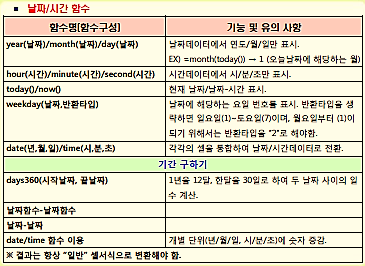 ▪ 날짜/시간 함수
함수명[함수구성] 기능 및 유의 사항
year(날짜)/month(날짜)/day(날짜) 날짜데이터에서 연도/월/일만 표시.
EX) =month(today()) → 1 (오늘날짜에 해당하는 월)
hour(시간)/minute(시간)/second(시간) 시간데이터에서 시/분/초만 표시.
today()/now() 현재 날짜/날짜-시간 표시.
weekday(날짜,반환타입) 날짜에 해당하는 요일 번호를 표시. 반환타입을 생
략하면 일요일(1)~토요일(7)이며, 월요일부터 (1)이
되기 위해서는 반환타입을 "2"로 해야함.
date(년,월,일)/time(시,분,초) 각각의 셀을 통합하여 날짜/시간데이터로 전환.
기간 구하기
days360(시작날짜, 끝날짜) 1년을 12달, 한달을 30일로 하여 두 날짜 사이의 일
수 계산.
날짜함수-날짜함수
날짜-날짜
date/time 함수 이용 개별 단위(년/월/일, 시/분/초)에 숫자 증감.
※ 결과는 항상 "일반" 셀서식으로 변환해야 함.